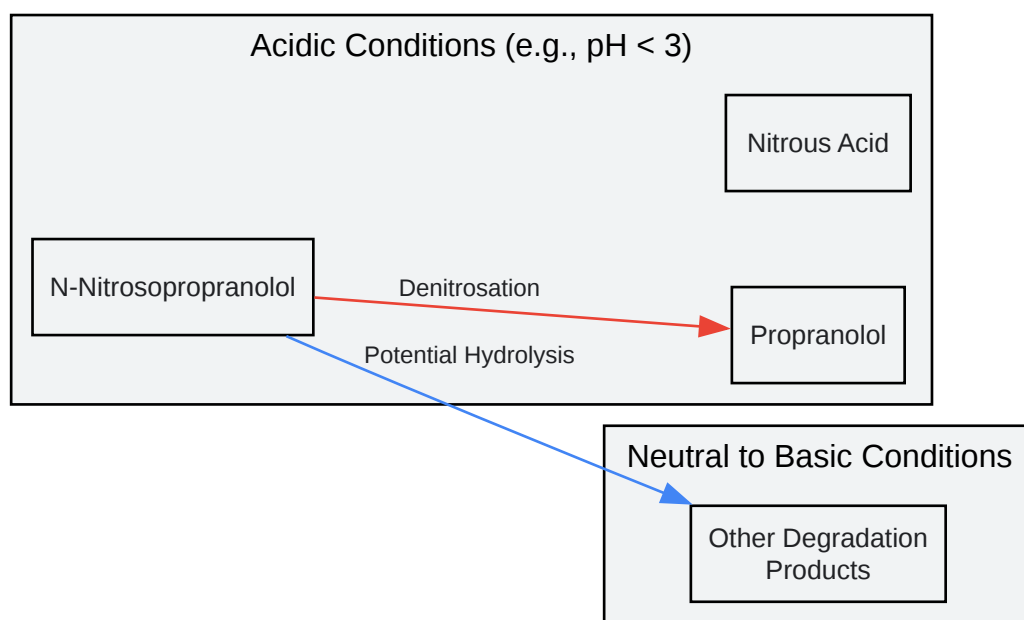 Acidic Conditions (e.g., pH < 3)
Nitrous Acid
N-Nitrosopropranolol
Denitrosation
Propranolol
Potential Hydrolysis
Neutral to Basic Conditions
Other Degradation
Products